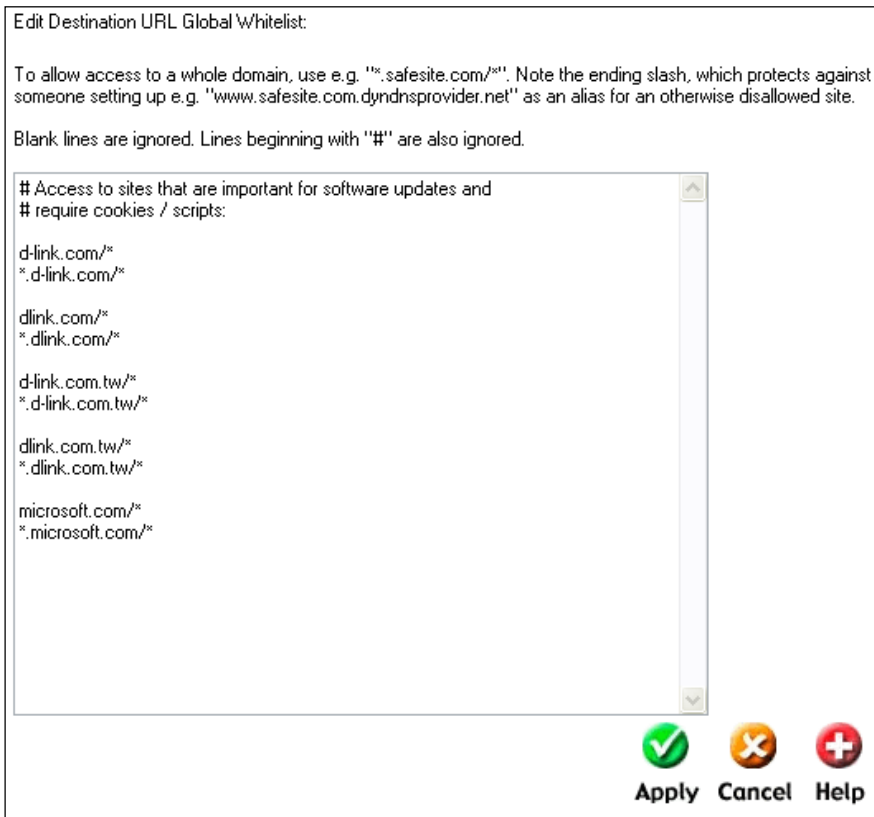 Edit Destination URL Global Whitelist:
To allow access to a whole domain, use e.g. "*.safesite.com/*". Note the ending slash, which protects against
someone setting up e.g. "www.safesite.com.dyndnsprovider.net" as an alias for an otherwise disallowed site.
Blank lines are ignored. Lines beginning with "#" are also ignored.
# Access to sites that are important for software updates and
# require cookies / scripts:
d-link.com/*
*.d-link.com/*
dlink.com/*
*.dlink.com/*
d-link.com.tw/*
*.d-link.com.tw/*
dlink.com.tw/*
*.dlink.com.tw/*
microsoft.com/*
*.microsoft.com/*
Apply Cancel Help